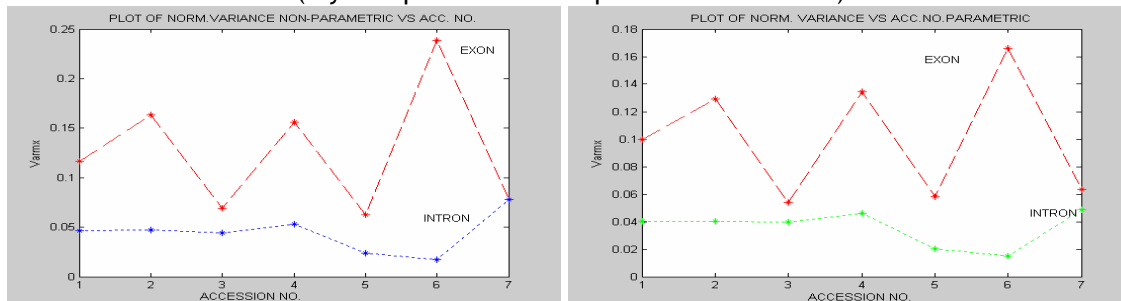 PLOT OF NORM.VARIANCE NON-PARAMETRIC VS ACC. NO.
0.25
0.2
0.15
0.1
0.05
0
Varmx
EXON
INTRON
1 2 3 4 5 6 7
ACCESSION NO.
PLOT OF NORM. VARIANCE VS ACC.NO.PARAMETRIC
0.18
0.16
0.14
0.12
0.1
0.08
0.06
0.04
0.02
0
Varmx
EXON
INTRON
1 2 3 4 5 6 7
ACCESSION NO.